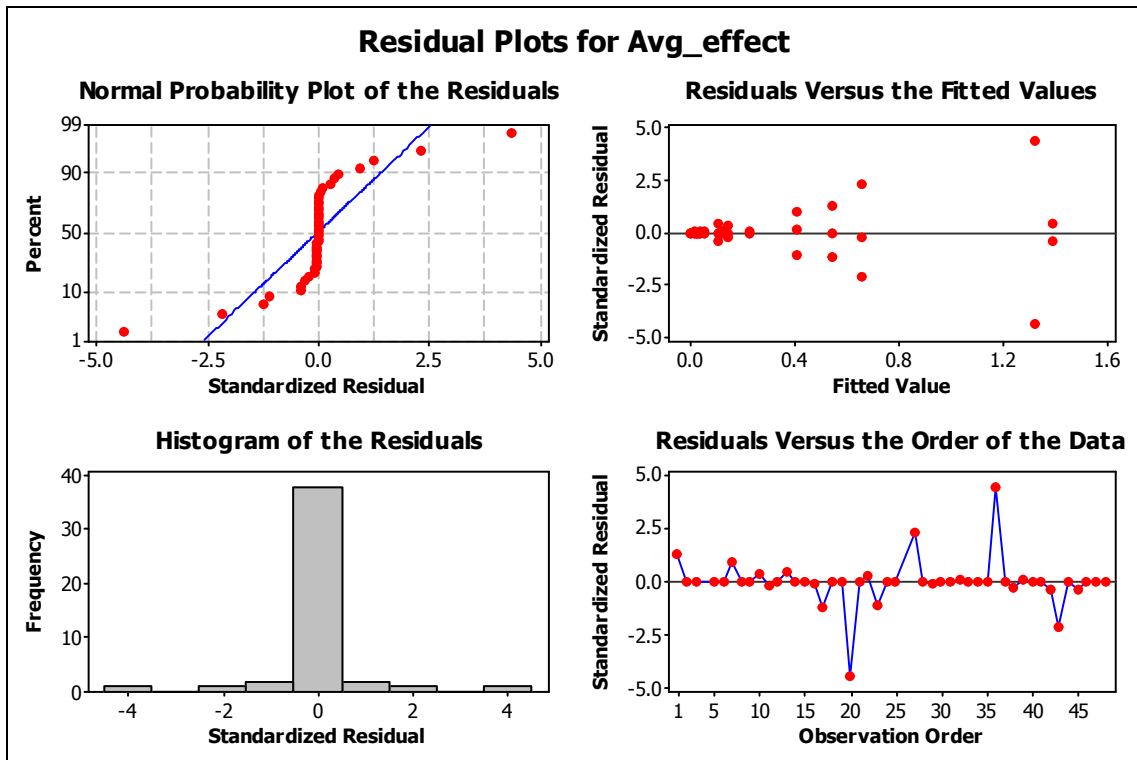 Residual Plots for Avg_effect
Normal Probability Plot of the Residuals
Percent
99
90
50
10
1
-5.0 -2.5 0.0 2.5 5.0
Standardized Residual
Residuals Versus the Fitted Values
Standardized Residual
5.0
2.5
0.0
-2.5
-5.0
0.0 0.4 0.8 1.2 1.6
Fitted Value
Histogram of the Residuals
Frequency
40
30
20
10
0
-4 -2 0 2 4
Standardized Residual
Residuals Versus the Order of the Data
Standardized Residual
5.0
2.5
0.0
-2.5
-5.0
1 5 10 15 20 25 30 35 40 45
Observation Order